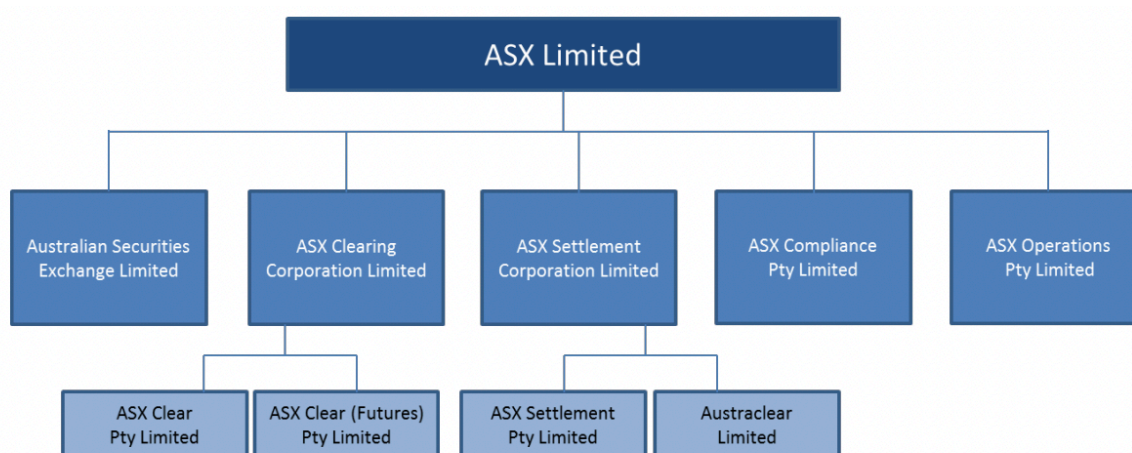 ASX Limited
Australian Securities
Exchange Limited
ASX Clearing
Corporation Limited
ASX Settlement
Corporation Limited
ASX Compliance
Pty Limited
ASX Operations
Pty Limited
ASX Clear
Pty Limited
ASX Clear (Futures)
Pty Limited
ASX Settlement
Pty Limited
Austraclear
Limited